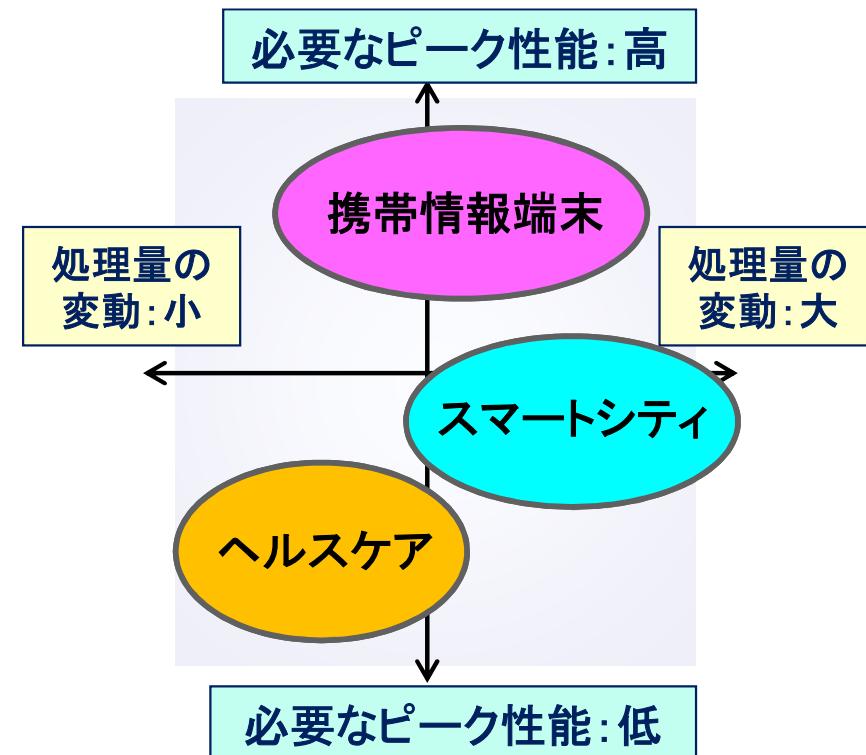 必要なピーク性能：高
携帯情報端末
処理量の
変動：小
処理量の
変動：大
スマートシティ
ヘルスケア
必要なピーク性能：低